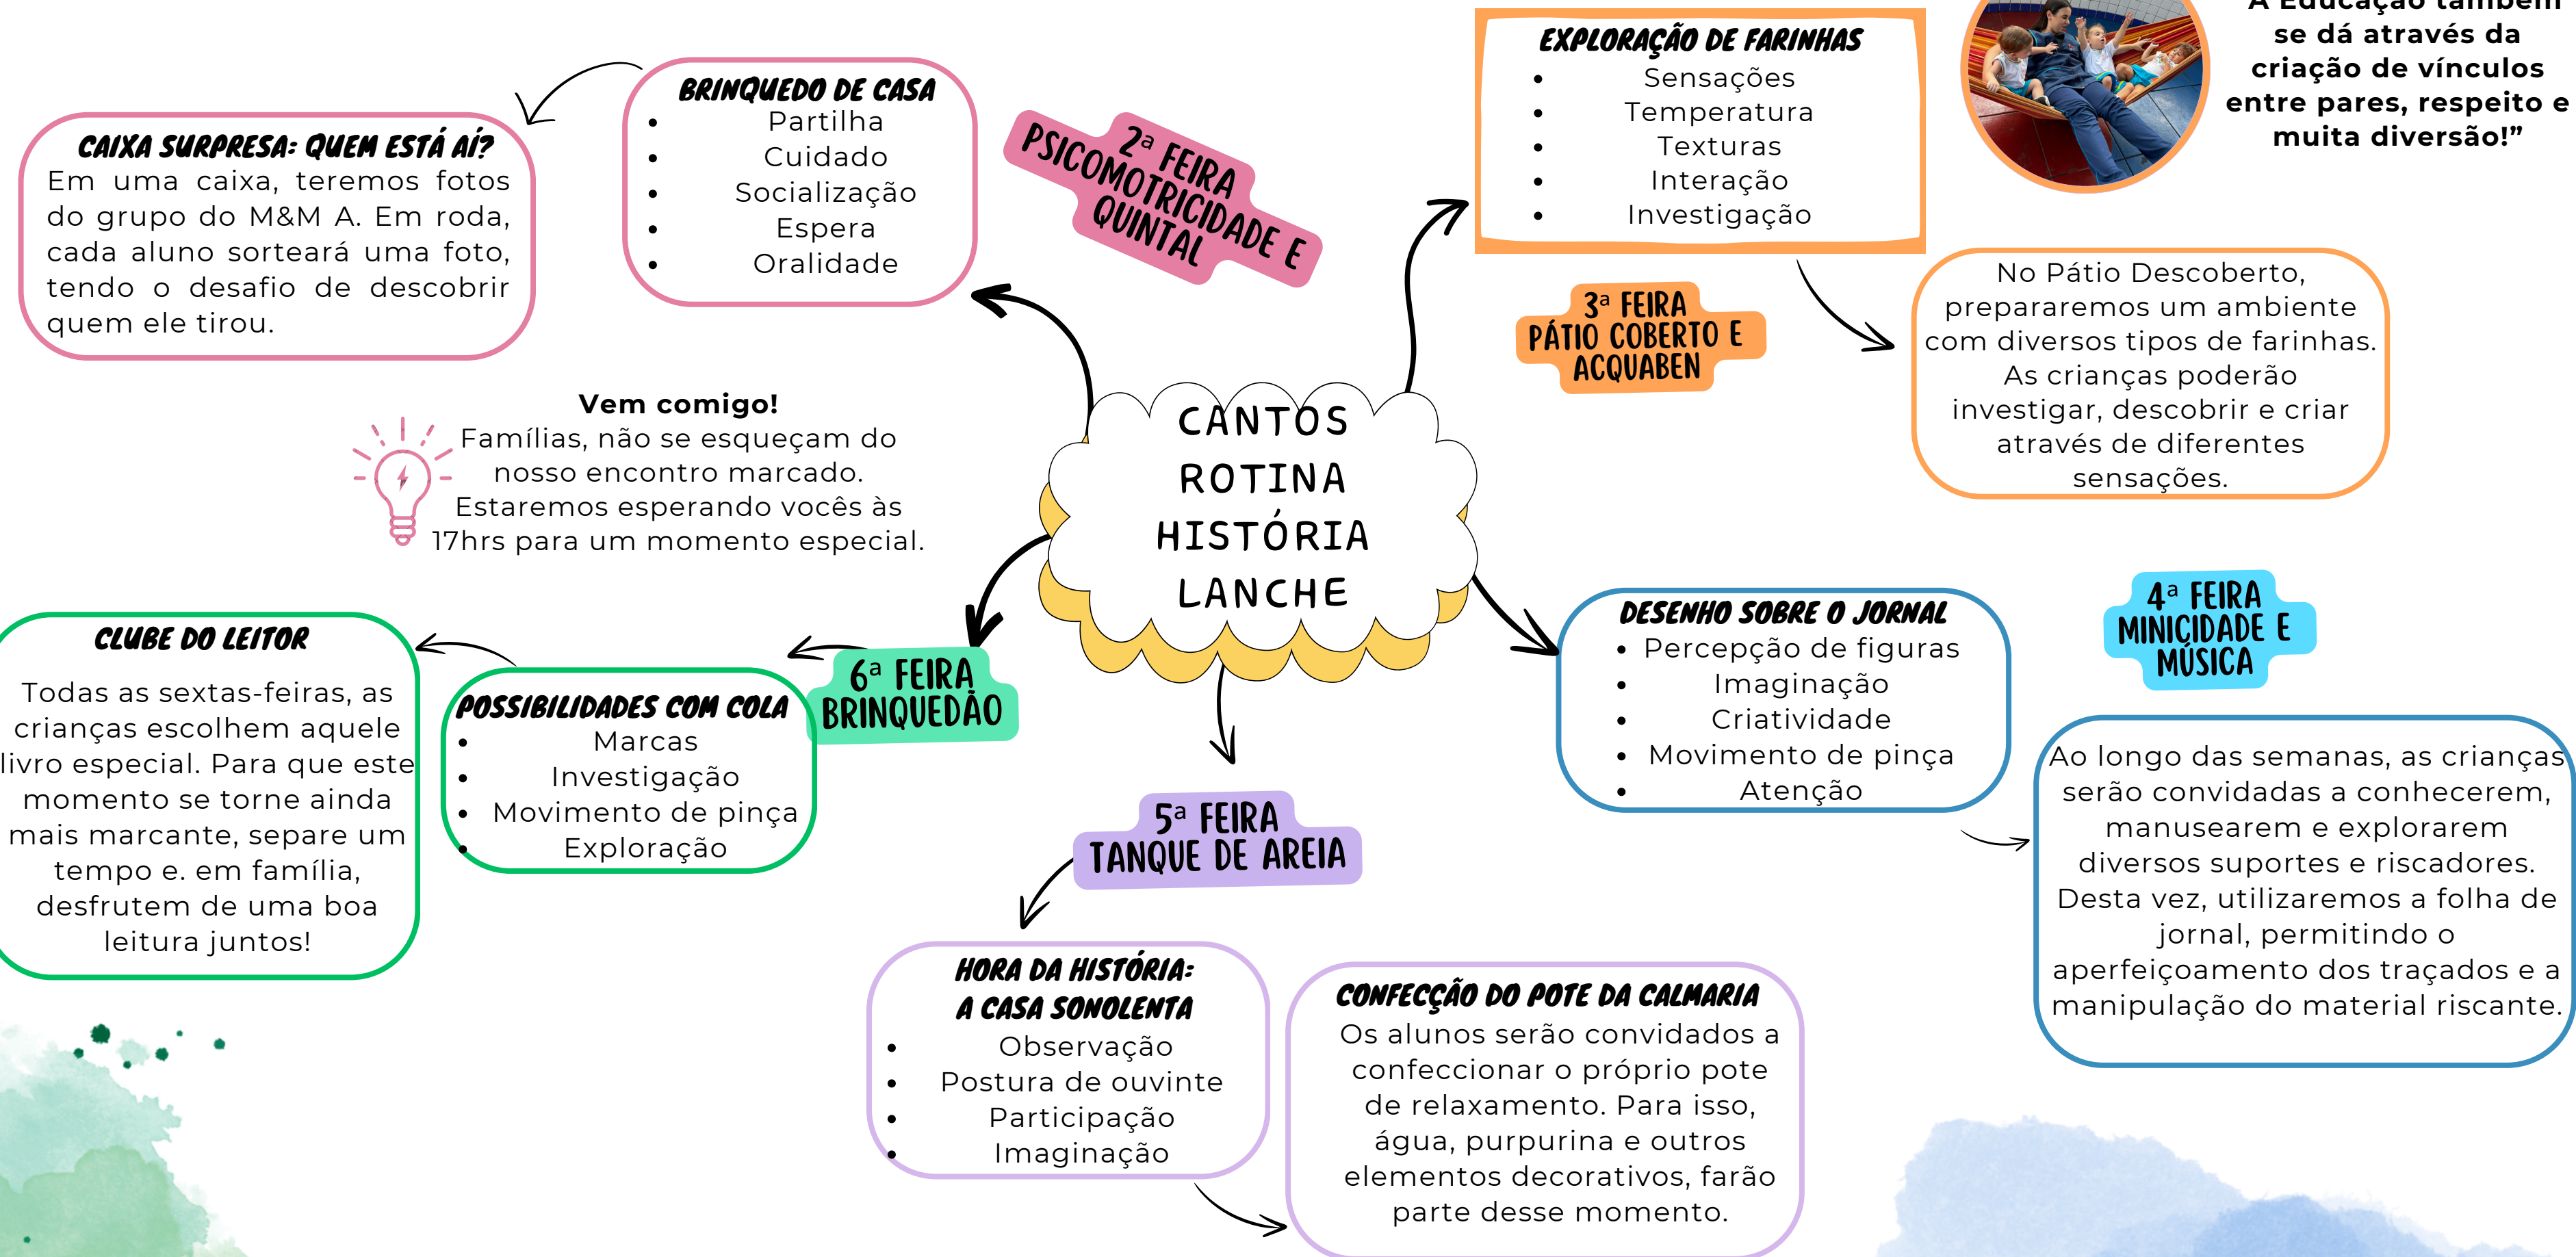 BRINQUEDO DE CASA
Partilha
Cuidado
Socialização
Espera
Oralidade
CAIXA SURPRESA: QUEM ESTÁ AÍ?
Em uma caixa, teremos fotos
do grupo do M&M A. Em roda,
cada aluno sorteará uma foto,
tendo o desafio de descobrir
quem ele tirou.
2ª FEIRA
PSICOMOTRICIDADE E
QUINTAL
EXPLORAÇÃO DE FARINHAS
Sensações
Temperatura
Texturas
Interação
Investigação
"A Educação também
se dá através da
criação de vínculos
entre pares, respeito e
muita diversão!”
3ª FEIRA
PÁTIO COBERTO E
ACQUABEN
No Pátio Descoberto,
prepararemos um ambiente
com diversos tipos de farinhas.
As crianças poderão
investigar, descobrir e criar
através de diferentes
sensações.
Vem comigo!
Famílias, não se esqueçam do
nosso encontro marcado.
Estaremos esperando vocês às
17hrs para um momento especial.
CANTOS
ROTINA
HISTÓRIA
LANCHE
DESENHO SOBRE O JORNAL
Percepção de figuras
Imaginação
Criatividade
Movimento de pinça
Atenção
4ª FEIRA
MINICIDADE E
MÚSICA
Ao longo das semanas, as crianças
serão convidadas a conhecerem,
manusearem e explorarem
diversos suportes e riscadores.
Desta vez, utilizaremos a folha de
jornal, permitindo o
aperfeiçoamento dos traçados e a
manipulação do material riscante.
6ª FEIRA
BRINQUEDÃO
POSSIBILIDADES COM COLA
Marcas
Investigação
Movimento de pinça
Exploração
CLUBE DO LEITOR
Todas as sextas-feiras, as
crianças escolhem aquele
livro especial. Para que este
momento se torne ainda
mais marcante, separe um
tempo e. em família,
desfrutem de uma boa
leitura juntos!
5ª FEIRA
TANQUE DE AREIA
HORA DA HISTÓRIA:
A CASA SONOLENTA
Observação
Postura de ouvinte
Participação
Imaginação
CONFECÇÃO DO POTE DA CALMARIA
Os alunos serão convidados a
confeccionar o próprio pote
de relaxamento. Para isso,
água, purpurina e outros
elementos decorativos, farão
parte desse momento.